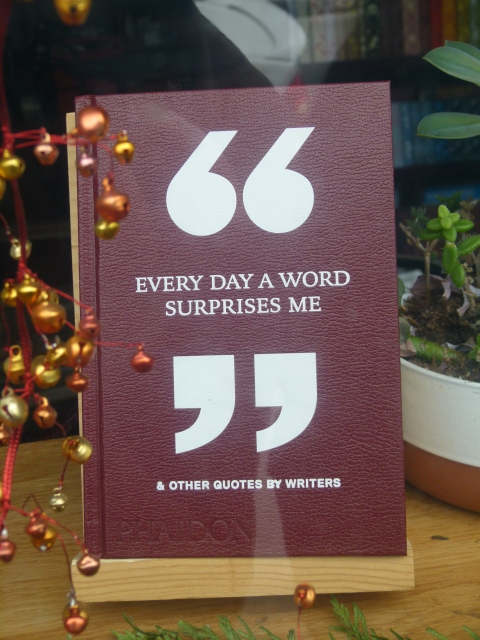 “
EVERY DAY A WORD
SURPRISES ME
”
& OTHER QUOTES BY WRITERS
PHAIDON